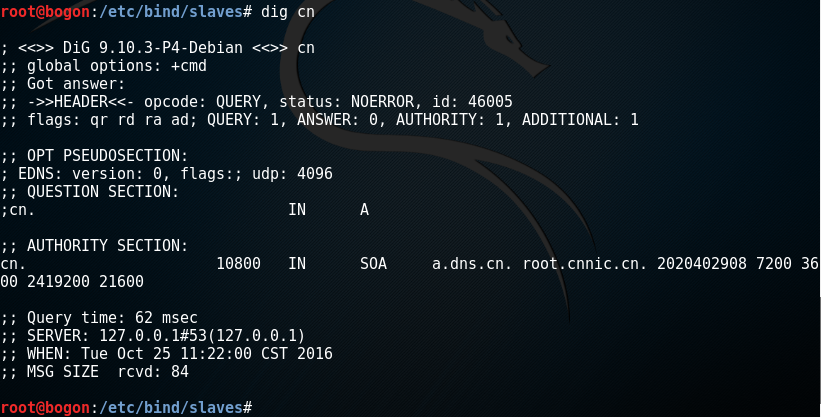 root@bogon:/etc/bind/slaves# dig cn
; <<>> DiG 9.10.3-P4-Debian <<>> cn
;; global options: +cmd
;; Got answer:
;; ->>HEADER<<- opcode: QUERY, status: NOERROR, id: 46005
;; flags: qr rd ra ad; QUERY: 1, ANSWER: 0, AUTHORITY: 1, ADDITIONAL: 1
;; OPT PSEUDOSECTION:
; EDNS: version: 0, flags:; udp: 4096
;; QUESTION SECTION:
;cn. IN A
;; AUTHORITY SECTION:
cn. 10800 IN SOA a.dns.cn. root.cnnic.cn. 2020402908 7200 36
00 2419200 21600
;; Query time: 62 msec
;; SERVER: 127.0.0.1#53(127.0.0.1)
;; WHEN: Tue Oct 25 11:22:00 CST 2016
;; MSG SIZE rcvd: 84
root@bogon:/etc/bind/slaves#